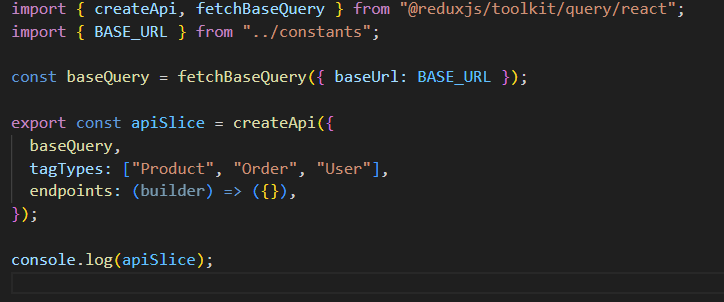 import { createApi, fetchBaseQuery } from "@reduxjs/toolkit/query/react";
import { BASE_URL } from "../constants";
const baseQuery = fetchBaseQuery({ baseUrl: BASE_URL });
export const apiSlice = createApi({
  baseQuery,
  tagTypes: ["Product", "Order", "User"],
  endpoints: (builder) => ({}),
});
console.log(apiSlice);